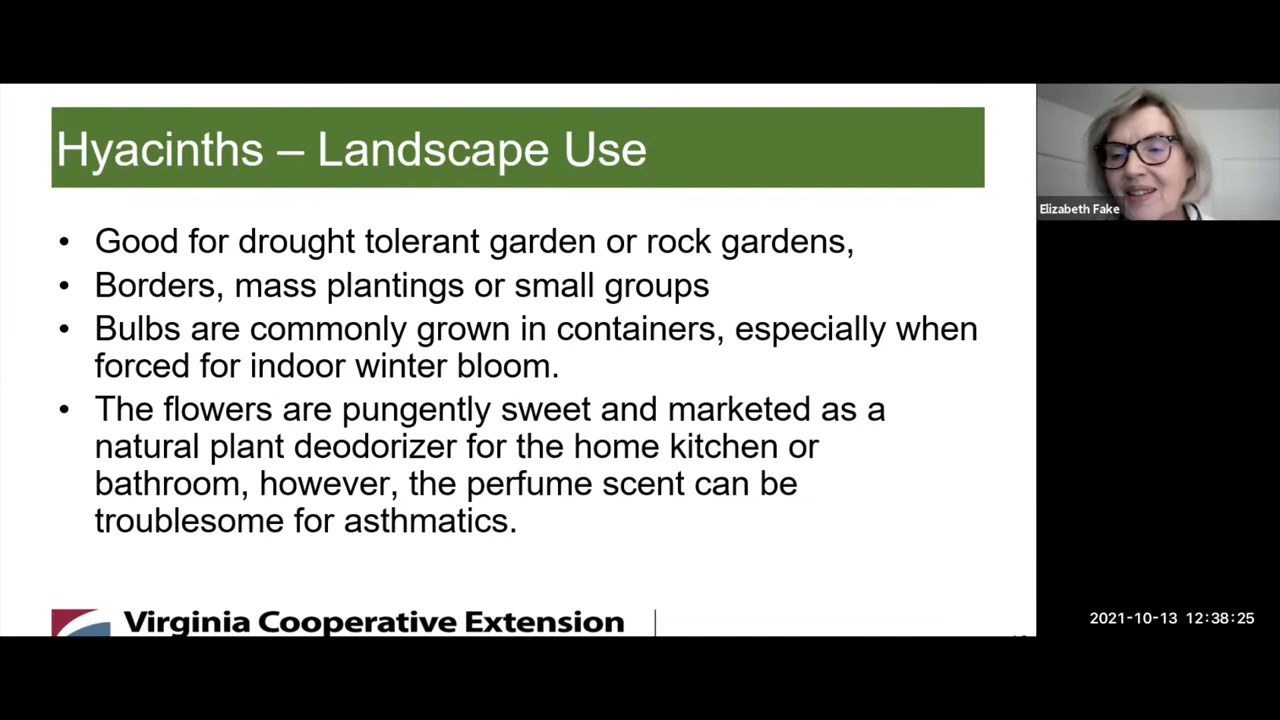 Hyacinths – Landscape Use
• Good for drought tolerant garden or rock gardens,
• Borders, mass plantings or small groups
• Bulbs are commonly grown in containers, especially when
forced for indoor winter bloom.
• The flowers are pungently sweet and marketed as a
natural plant deodorizer for the home kitchen or
bathroom, however, the perfume scent can be
troublesome for asthmatics.
Virginia Cooperative Extension
Elizabeth Fake
2021-10-13 12:38:25